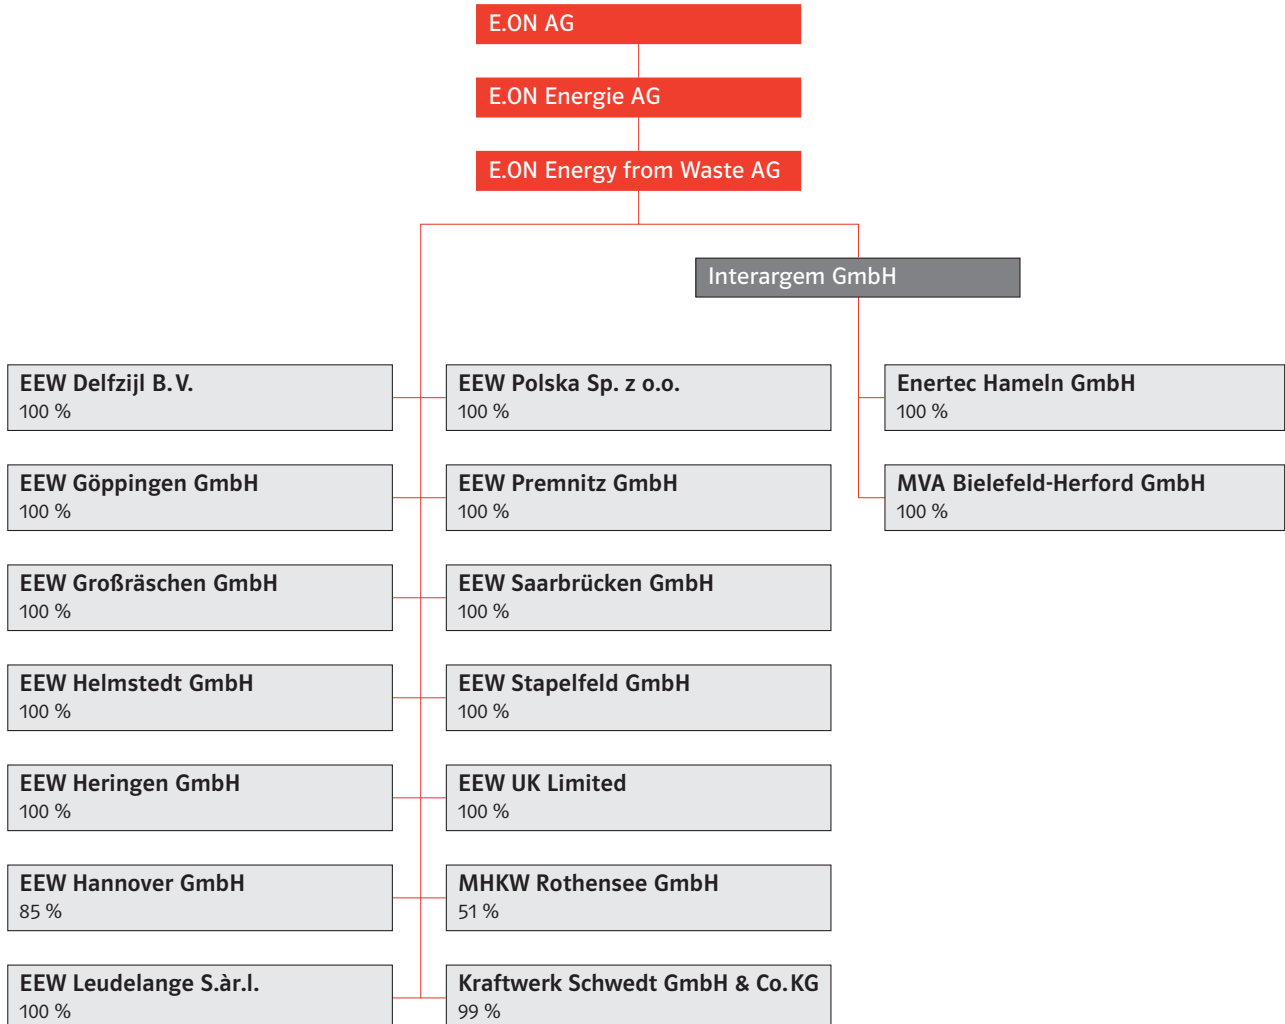 E.ON AG
E.ON Energie AG
E.ON Energy from Waste AG
Interargem GmbH
EEW Delfzijl B.V.
100 %
EEW Polska Sp. z o.o.
100 %
Enertec Hameln GmbH
100 %
EEW Göppingen GmbH
100 %
EEW Premnitz GmbH
100 %
MVA Bielefeld-Herford GmbH
100 %
EEW Großräschen GmbH
100 %
EEW Saarbrücken GmbH
100 %
EEW Helmstedt GmbH
100 %
EEW Stapelfeld GmbH
100 %
EEW Heringen GmbH
100 %
EEW UK Limited
100 %
EEW Hannover GmbH
85 %
MHKW Rothensee GmbH
51 %
EEW Leudelange S.àr.l.
100 %
Kraftwerk Schwedt GmbH & Co.KG
99 %